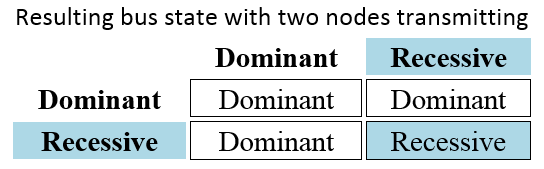 Resulting bus state with two nodes transmitting
Dominant Recessive
Dominant Dominant Dominant
Recessive Dominant Recessive